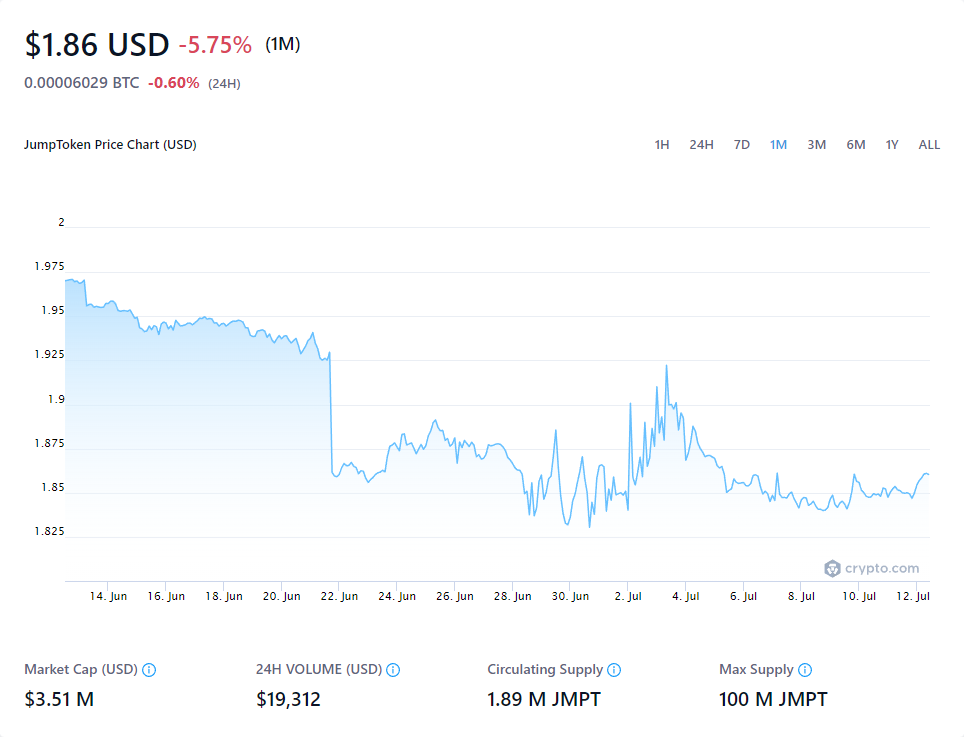 $1.86 USD -5.75% (1M)
0.00006029 BTC -0.60% (24H)
JumpToken Price Chart (USD) 1H 24H 7D 1M 3M 6M 1Y ALL
2
1.975
1.95
1.925
1.9
1.875
1.85
1.825
crypto.com
14. Jun 16. Jun 18. Jun 20. Jun 22. Jun 24. Jun 26. Jun 28. Jun 30. Jun 2. Jul 4. Jul 6. Jul 8. Jul 10. Jul 12. Jul
Market Cap (USD) 24H VOLUME (USD) Circulating Supply Max Supply
$3.51 M $19,312 1.89 M JMPT 100 M JMPT